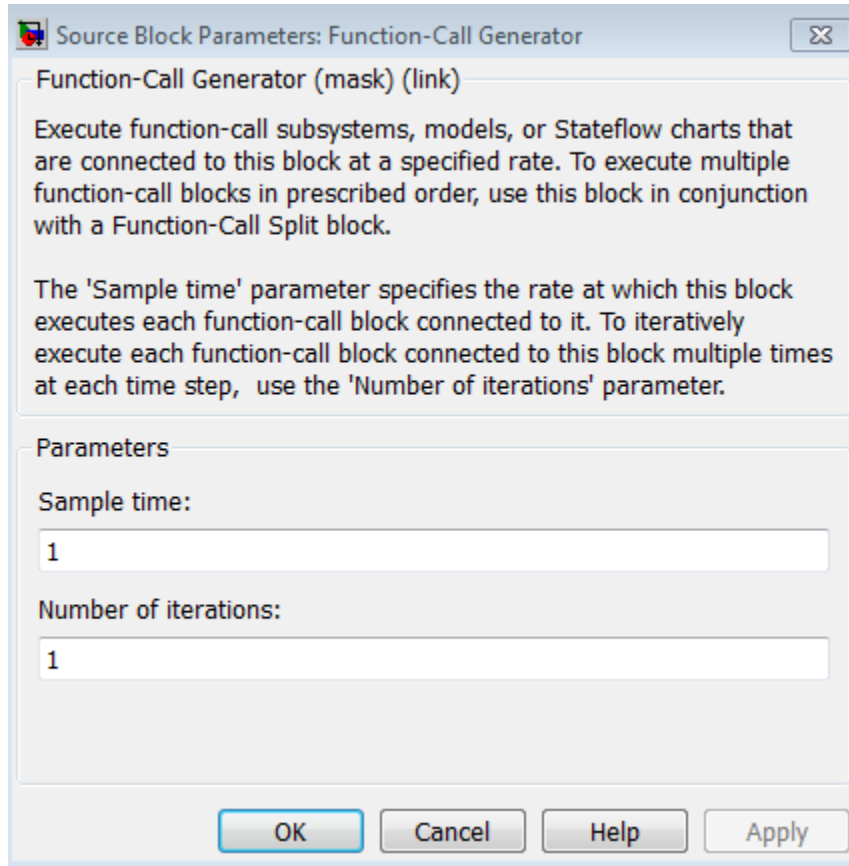 Source Block Parameters: Function-Call Generator
Function-Call Generator (mask) (link)
Execute function-call subsystems, models, or Stateflow charts that
are connected to this block at a specified rate. To execute multiple
function-call blocks in prescribed order, use this block in conjunction
with a Function-Call Split block.
The 'Sample time' parameter specifies the rate at which this block
executes each function-call block connected to it. To iteratively
execute each function-call block connected to this block multiple times
at each time step,  use the 'Number of iterations' parameter.
Parameters
Sample time:
1
Number of iterations:
1
OK Cancel Help Apply